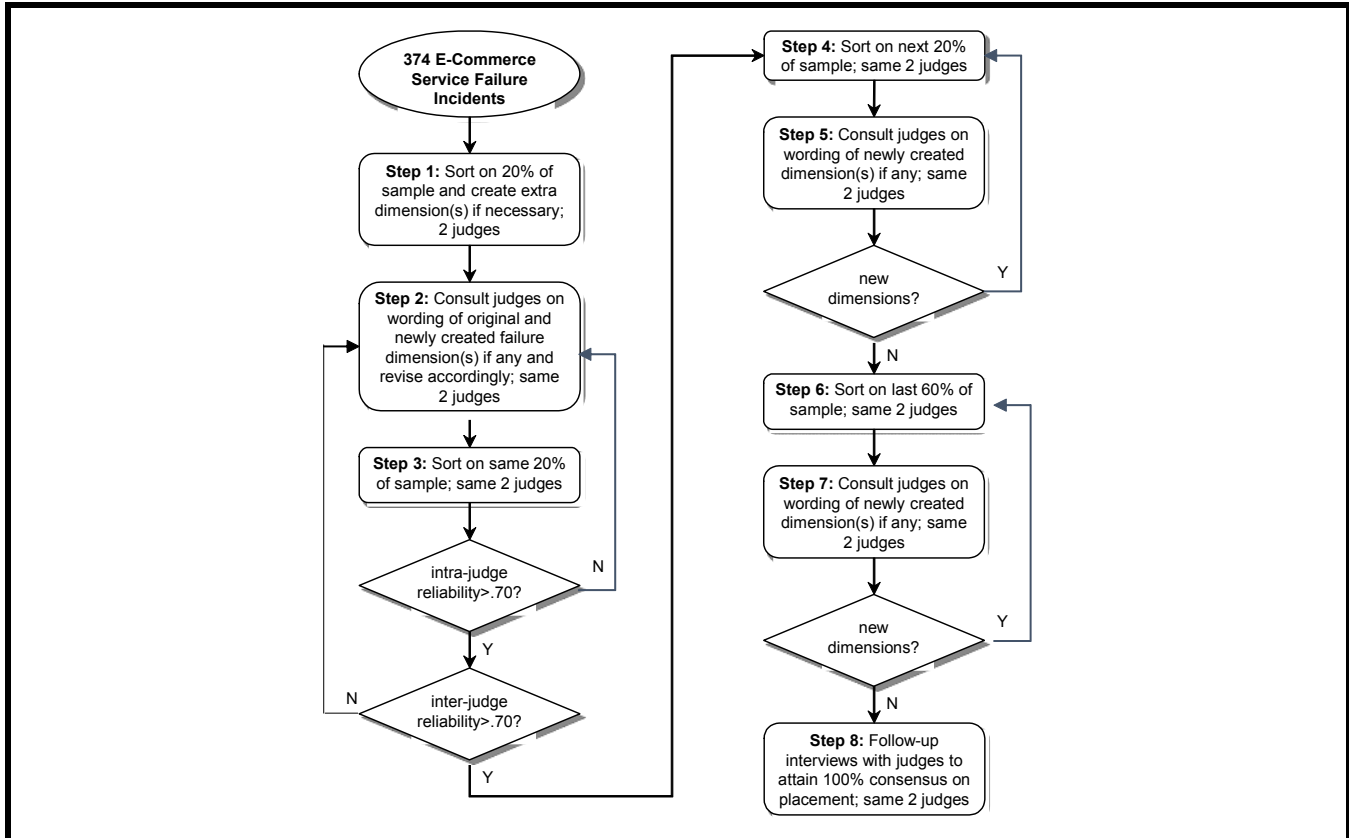 374 E-Commerce
Service Failure
Incidents
Step 1: Sort on 20% of
sample and create extra
dimension(s) if necessary;
2 judges
Step 2: Consult judges on
wording of original and
newly created failure
dimension(s) if any and
revise accordingly; same
2 judges
Step 3: Sort on same 20%
of sample; same 2 judges
intra-judge
reliability>.70?
N
Y
inter-judge
reliability>.70?
N
Y
Step 4: Sort on next 20%
of sample; same 2 judges
Step 5: Consult judges on
wording of newly created
dimension(s) if any; same
2 judges
new
dimensions?
Y
N
Step 6: Sort on last 60% of
sample; same 2 judges
Step 7: Consult judges on
wording of newly created
dimension(s) if any; same
2 judges
new
dimensions?
Y
N
Step 8: Follow-up
interviews with judges to
attain 100% consensus on
placement; same 2 judges